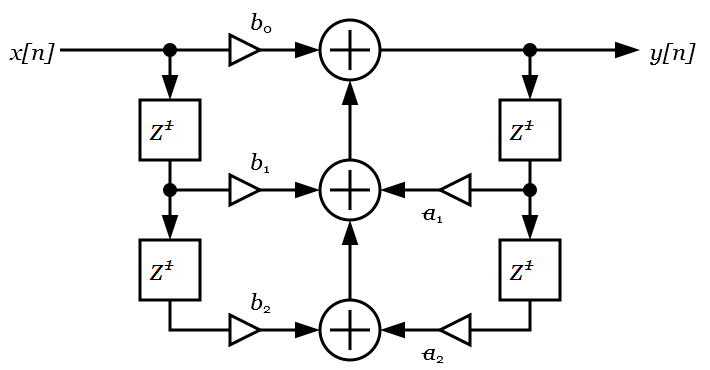 b₀
x[n] y[n]
Z⁻¹ Z⁻¹
b₁
-a₁
Z⁻¹ Z⁻¹
b₂
-a₂